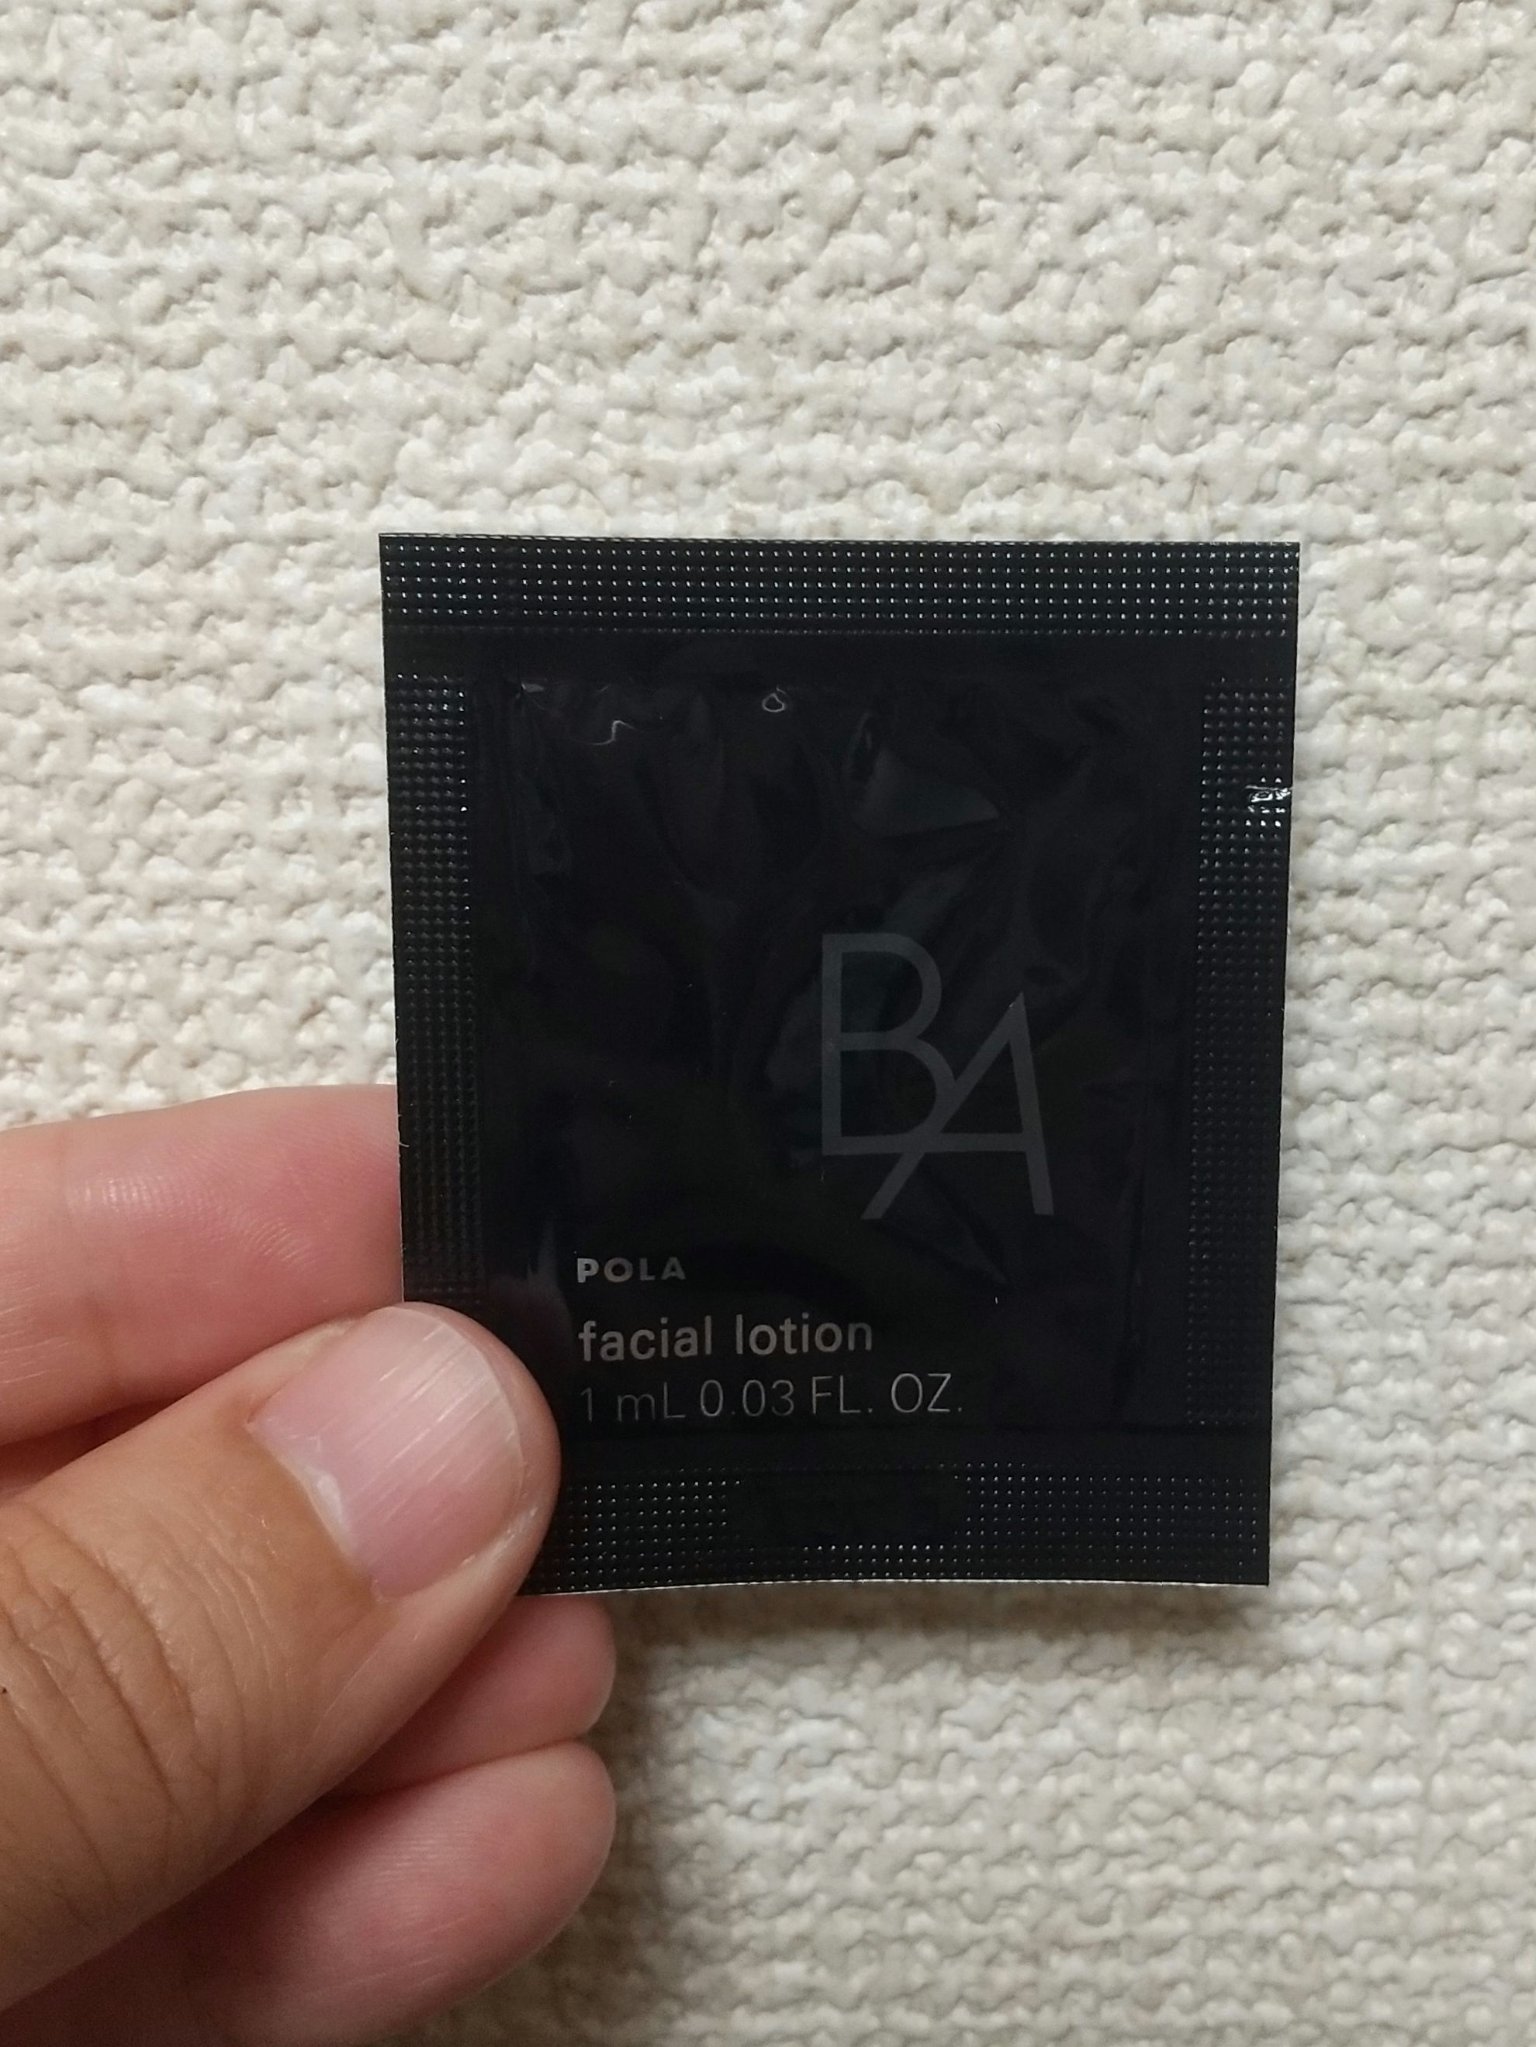 BA
POLA
facial lotion
1 mL 0.03 FL. OZ.